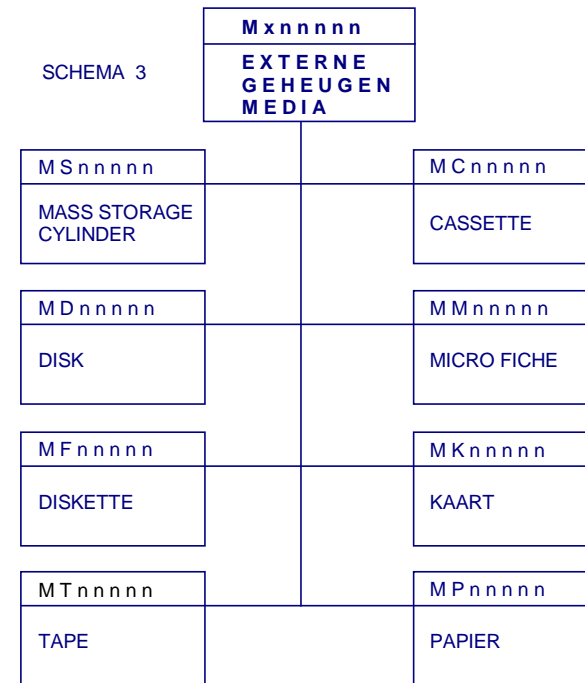 Mxnnnnn
EXTERNE
GEHEUGEN
MEDIA
SCHEMA 3
MSnnnnn
MASS STORAGE
CYLINDER
MCnnnnn
CASSETTE
MDnnnnn
DISK
MMnnnnn
MICRO FICHE
MFnnnnn
DISKETTE
MKnnnnn
KAART
MTnnnnn
TAPE
MPnnnnn
PAPIER